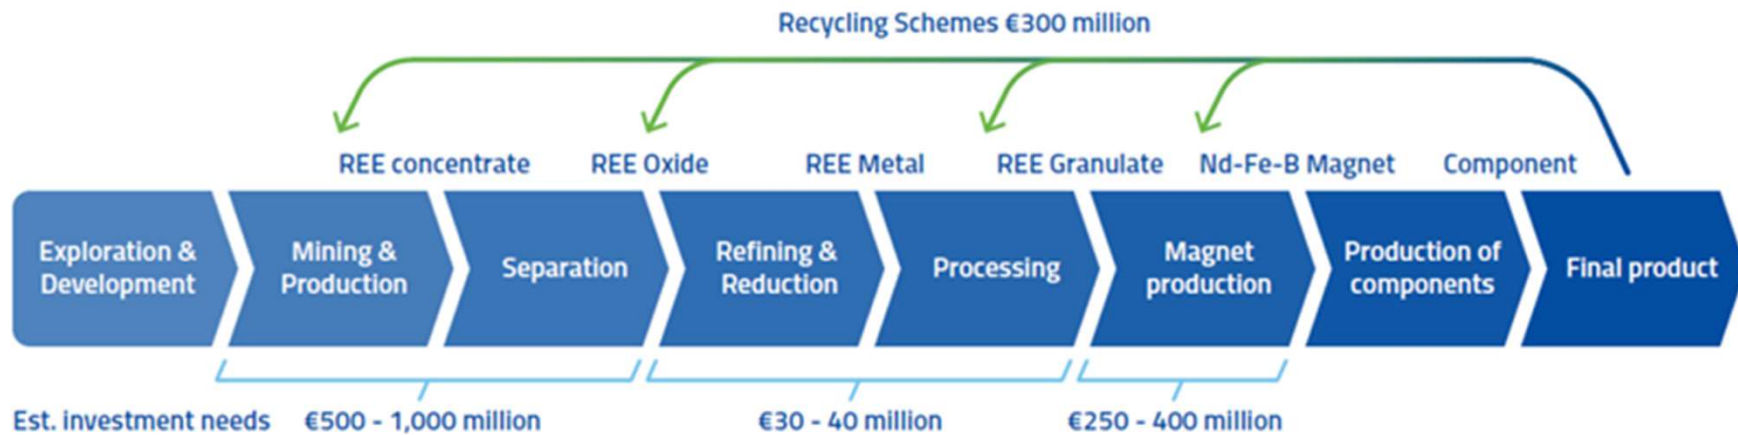 Recycling Schemes €300 million
REE concentrate REE Oxide REE Metal REE Granulate Nd-Fe-B Magnet Component
Exploration &
Development
Mining &
Production
Separation
Refining &
Reduction
Processing
Magnet
production
Production of
components
Final product
Est. investment needs €500 - 1,000 million €30 - 40 million €250 - 400 million